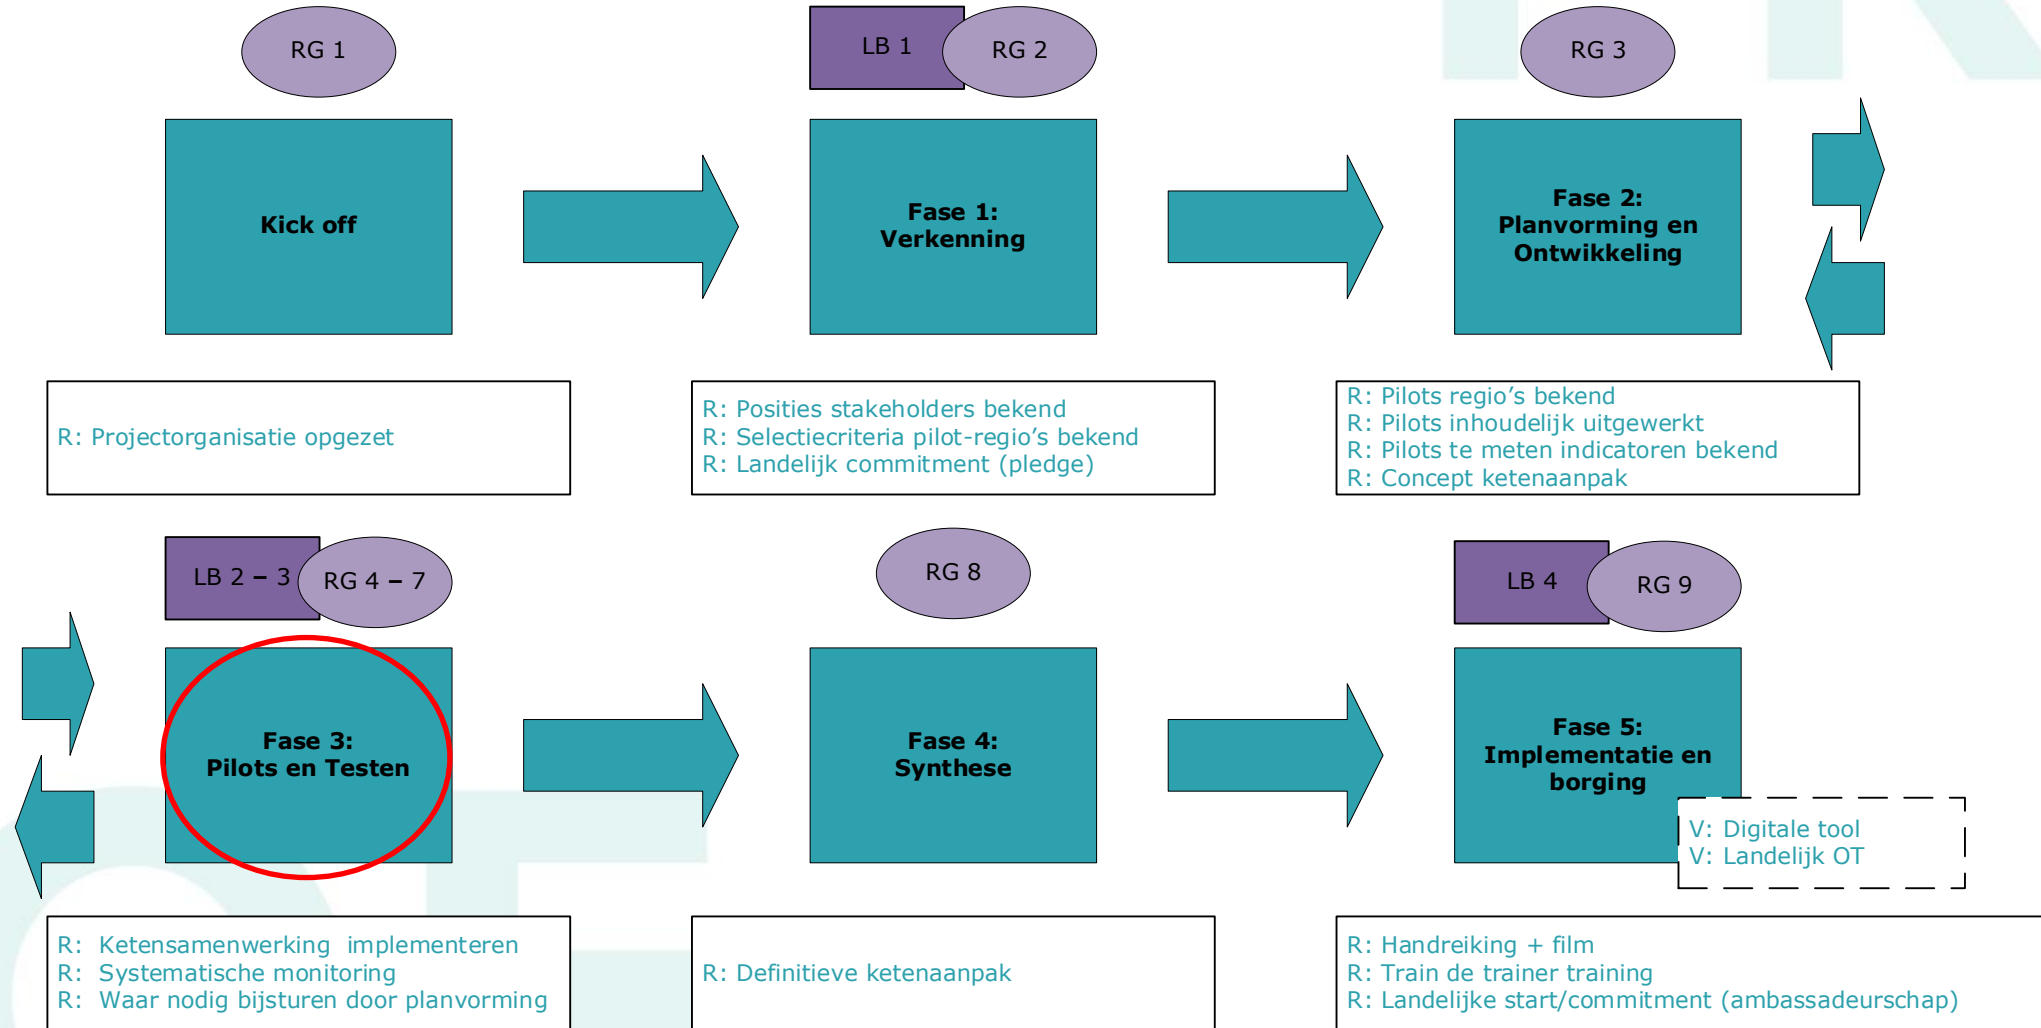 RG 1
LB 1
RG 2
RG 3
Kick off
Fase 1:
Verkenning
Fase 2:
Planvorming en
Ontwikkeling
R: Projectorganisatie opgezet
R: Posities stakeholders bekend
R: Selectiecriteria pilot-regio's bekend
R: Landelijk commitment (pledge)
R: Pilots regio’s bekend
R: Pilots inhoudelijk uitgewerkt
R: Pilots te meten indicatoren bekend
R: Concept ketenaanpak
LB 2 – 3
RG 4 – 7
RG 8
LB 4
RG 9
Fase 3:
Pilots en Testen
Fase 4:
Synthese
Fase 5:
Implementatie en
borging
V: Digitale tool
V: Landelijk OT
R: Ketensamenwerking implementeren
R: Systematische monitoring
R: Waar nodig bijsturen door planvorming
R: Definitieve ketenaanpak
R: Handreiking + film
R: Train de trainer training
R: Landelijke start/commitment (ambassadeurschap)